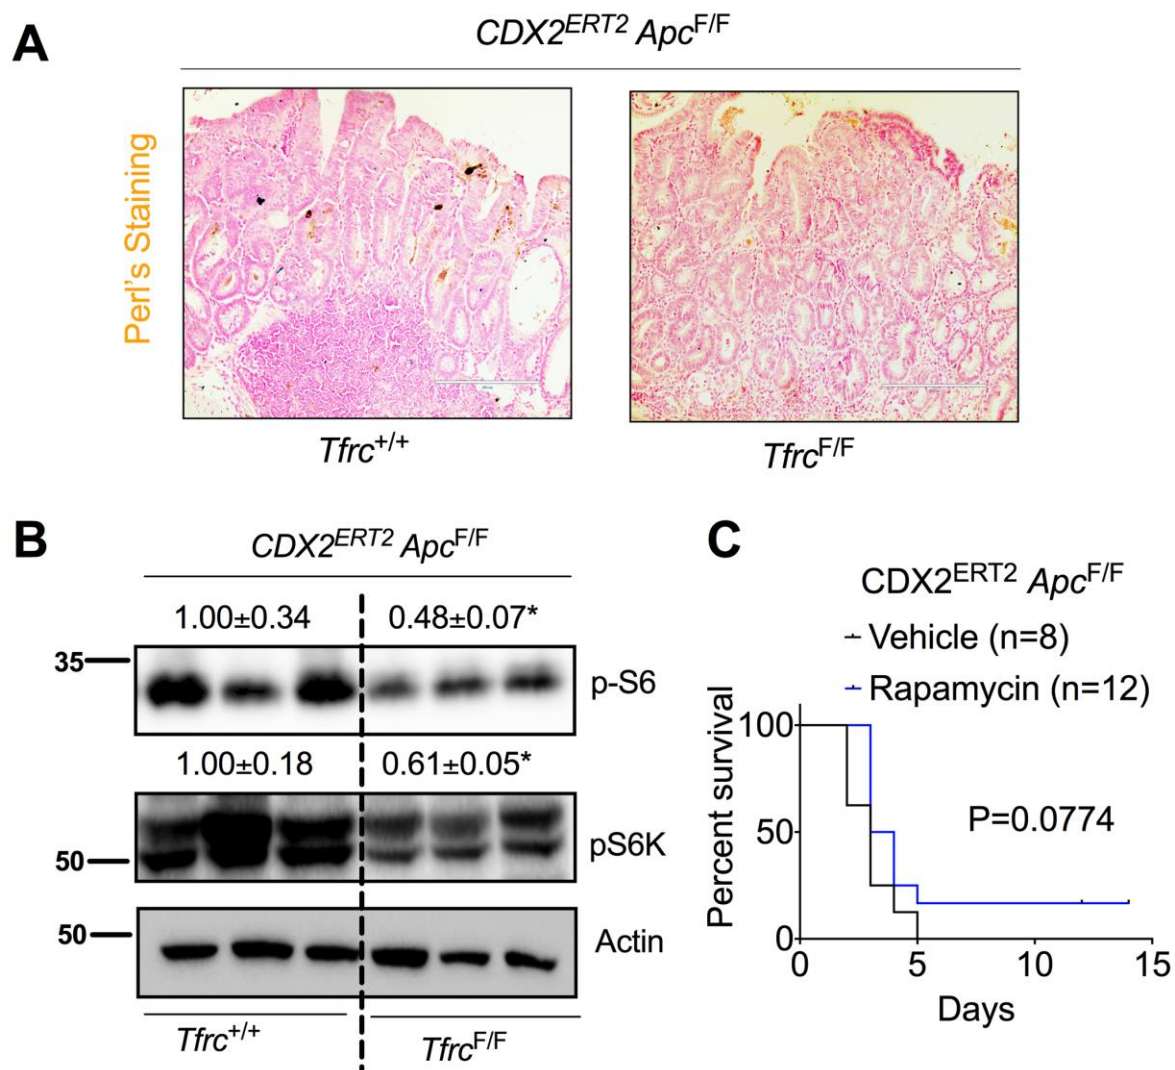 A
CDX2ERT2 ApcF/F
Perl's Staining
Tfrc+/+
TfrcF/F
B
CDX2ERT2 ApcF/F
1.00±0.34 0.48±0.07*
35
p-S6
1.00±0.18 0.61±0.05*
50
pS6K
50
Actin
Tfrc+/+
TfrcF/F
C
CDX2ERT2 ApcF/F
Vehicle (n=8)
Rapamycin (n=12)
Percent survival
100
50
0
P=0.0774
0 5 10 15
Days